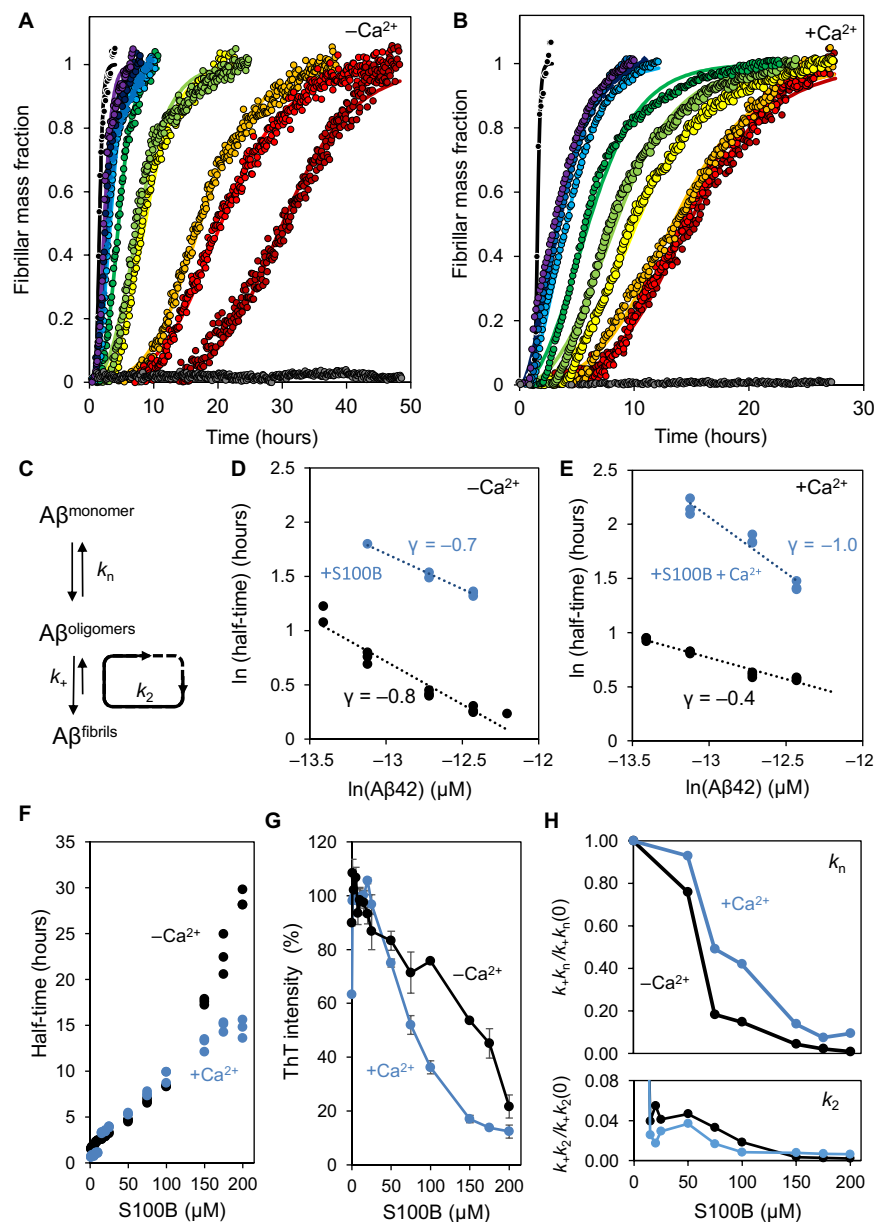 A
–Ca2+
Fibrillar mass fraction
1
0.8
0.6
0.4
0.2
0
0 10 20 30 40 50
Time (hours)
B
+Ca2+
Fibrillar mass fraction
1
0.8
0.6
0.4
0.2
0
0 10 20 30
Time (hours)
C
Aβmonomer
kn
Aβoligomers
k+
k2
Aβfibrils
D
–Ca2+
ln (half-time) (hours)
2.5
2
1.5
1
0.5
0
γ = –0.7
+S100B
γ = –0.8
–13.5 –13 –12.5 –12
ln(Aβ42) (µM)
E
+Ca2+
ln (half-time) (hours)
2.5
2
1.5
1
0.5
0
γ = –1.0
+S100B + Ca2+
γ = –0.4
–13.5 –13 –12.5 –12
ln(Aβ42) (µM)
F
Half-time (hours)
35
30
25
20
15
10
5
0
–Ca2+
+Ca2+
0 50 100 150 200
S100B (µM)
G
ThT intensity (%)
120
100
80
60
40
20
0
–Ca2+
+Ca2+
0 50 100 150 200
S100B (µM)
H
kn
k+kn/k+kn(0)
1.00
0.80
0.60
0.40
0.20
0.00
+Ca2+
–Ca2+
k2
k+k2/k+k2(0)
0.08
0.04
0.00
0 50 100 150 200
S100B (µM)